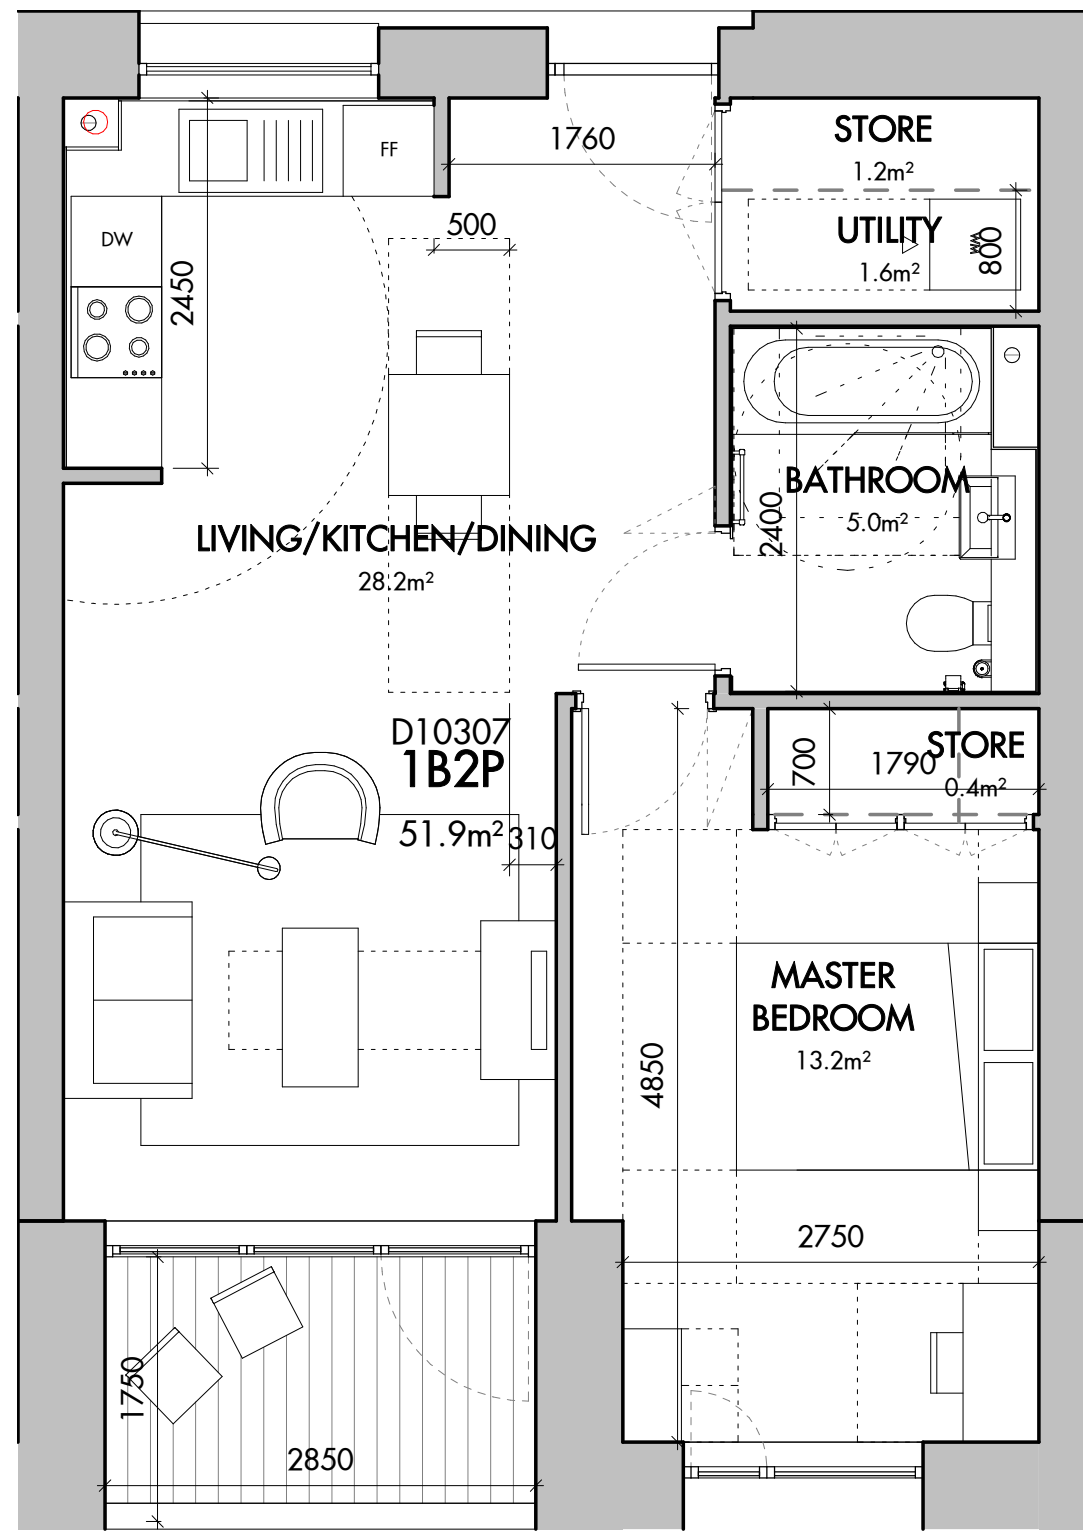 STORE
1.2m²
1760
FF
UTILITY
500
DW
800
1.6m²
2450
BATHROOM
5.0m²
2400
LIVING/KITCHEN/DINING
28.2m²
D10307
1B2P
51.9m²
310
700
1790
STORE
0.4m²
MASTER
BEDROOM
13.2m²
4850
2750
1750
2850